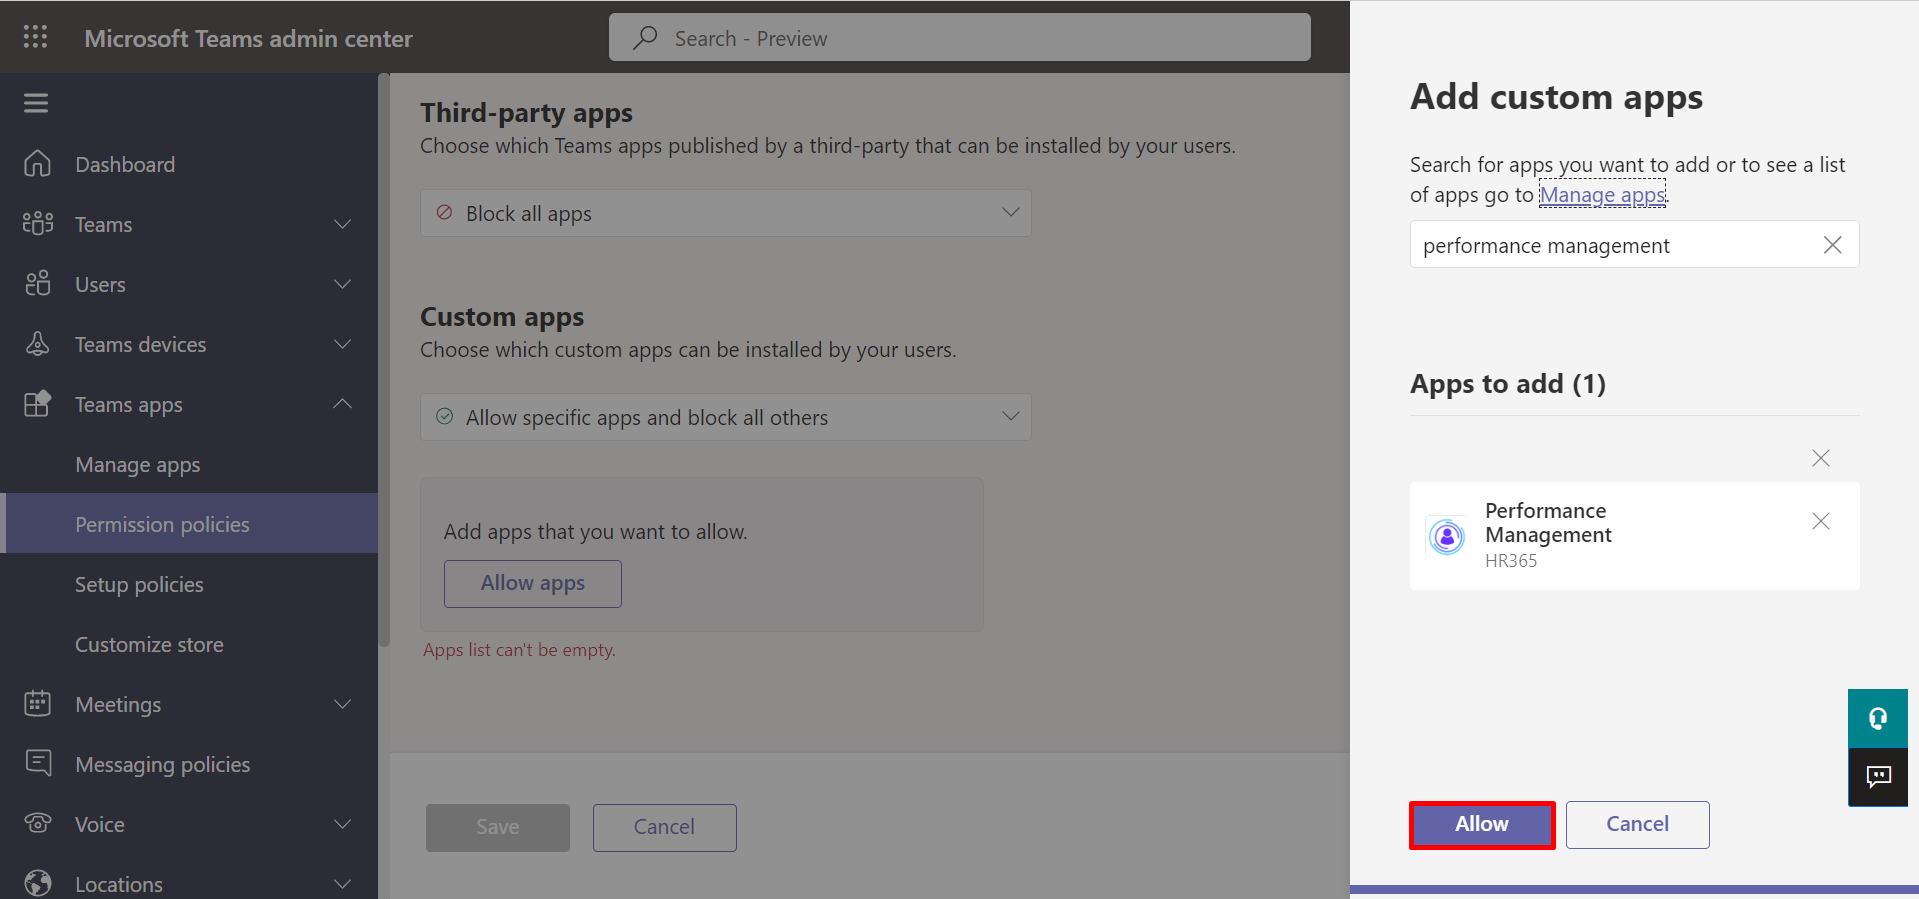 Microsoft Teams admin center
Search - Preview
Dashboard
Teams
Users
Teams devices
Teams apps
Manage apps
Permission policies
Setup policies
Customize store
Meetings
Messaging policies
Voice
Locations
Third-party apps
Choose which Teams apps published by a third-party that can be installed by your users.
Block all apps
Custom apps
Choose which custom apps can be installed by your users.
Allow specific apps and block all others
Add apps that you want to allow.
Allow apps
Apps list can't be empty.
Save
Cancel
Add custom apps
Search for apps you want to add or to see a list
of apps go to Manage apps.
performance management
Apps to add (1)
Performance
Management
HR365
Allow
Cancel